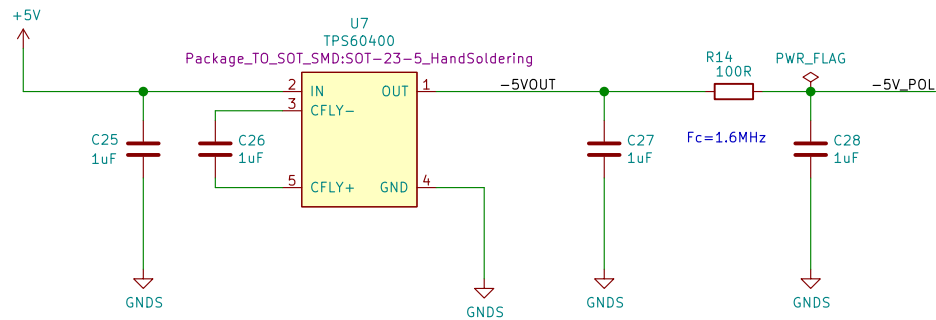 +5V
U7
TPS60400
Package_TO_SOT_SMD:SOT-23-5_HandSoldering
R14
100R
PWR_FLAG
2
IN
OUT
1
-5VOUT
-5V_POL
3
CFLY-
C25
1uF
C26
1uF
C27
1uF
Fc=1.6MHz
C28
1uF
5
CFLY+
GND
4
GNDS
GNDS
GNDS
GNDS